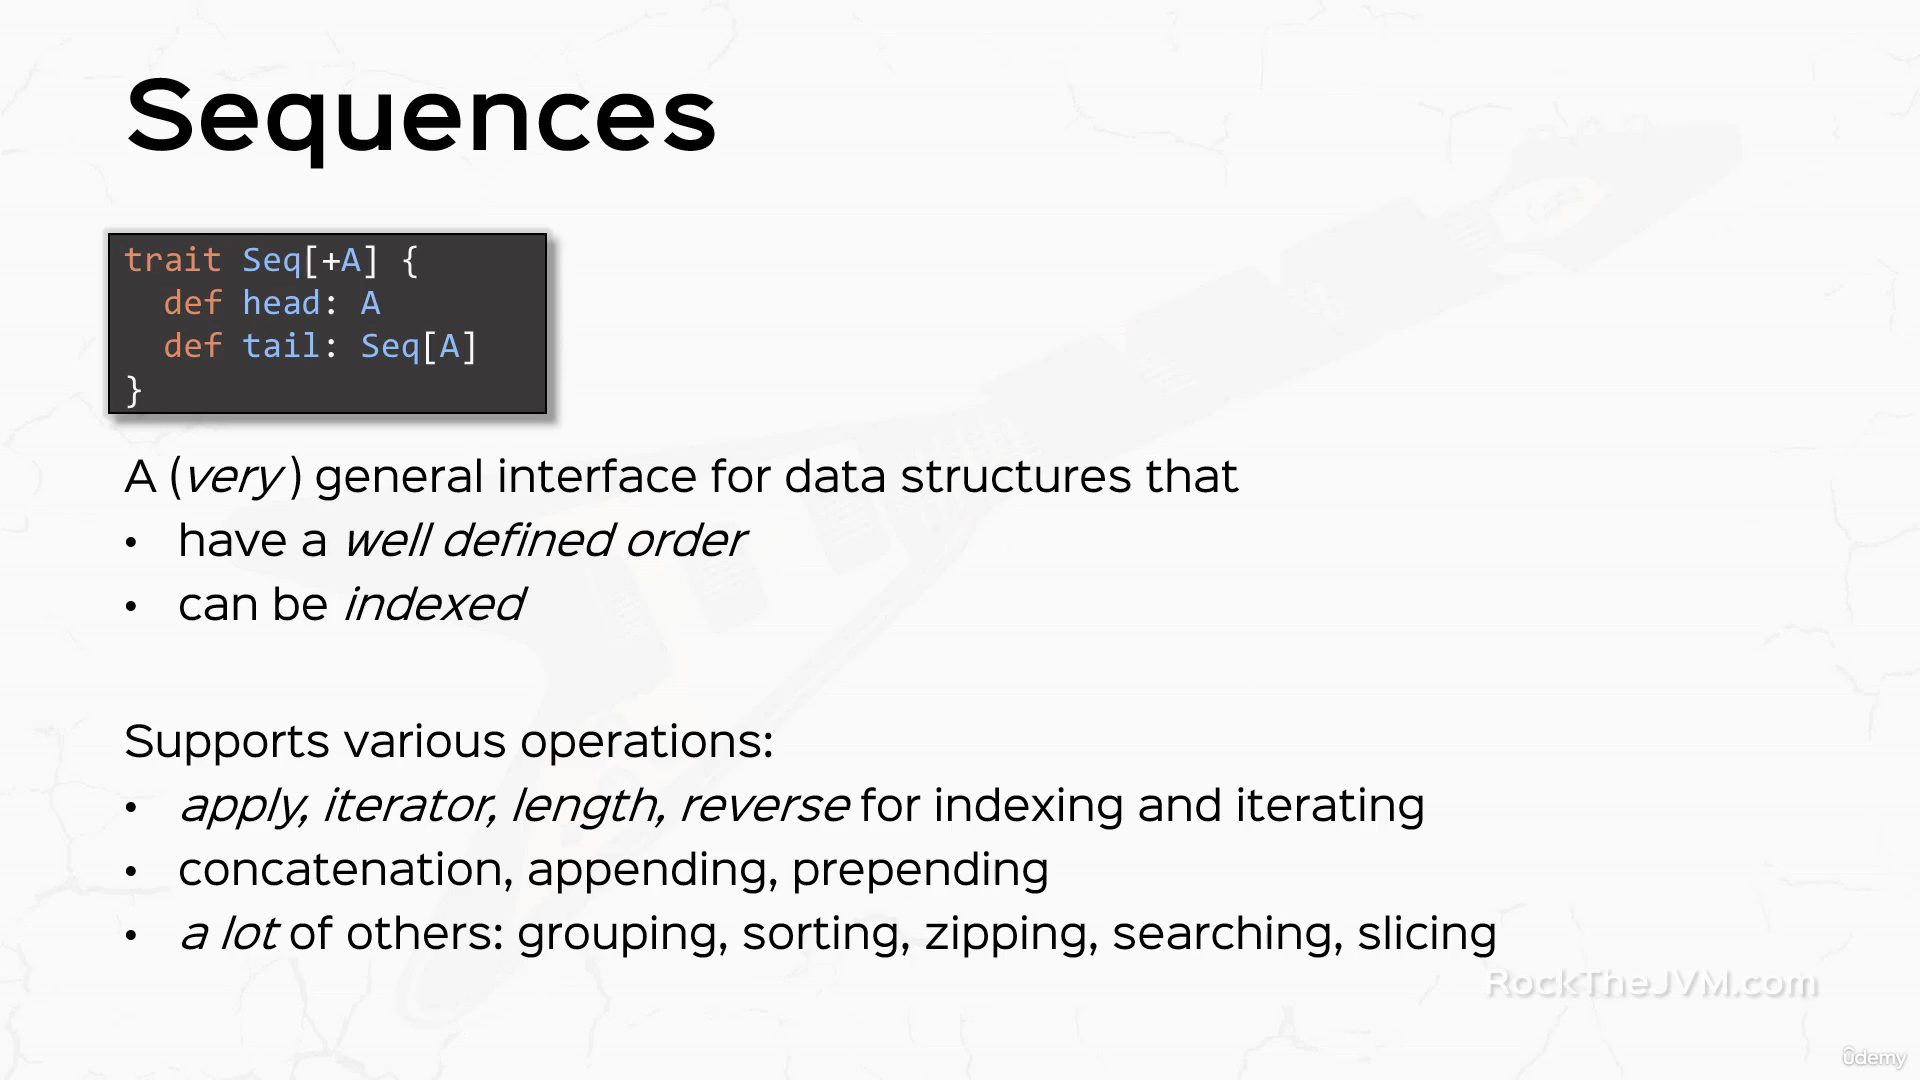 Sequences
trait Seq[+A] {
  def head: A
  def tail: Seq[A]
}
A (very) general interface for data structures that
• have a well defined order
• can be indexed
Supports various operations:
• apply, iterator, length, reverse for indexing and iterating
• concatenation, appending, prepending
• a lot of others: grouping, sorting, zipping, searching, slicing
RockTheJVM.com
ûdemy